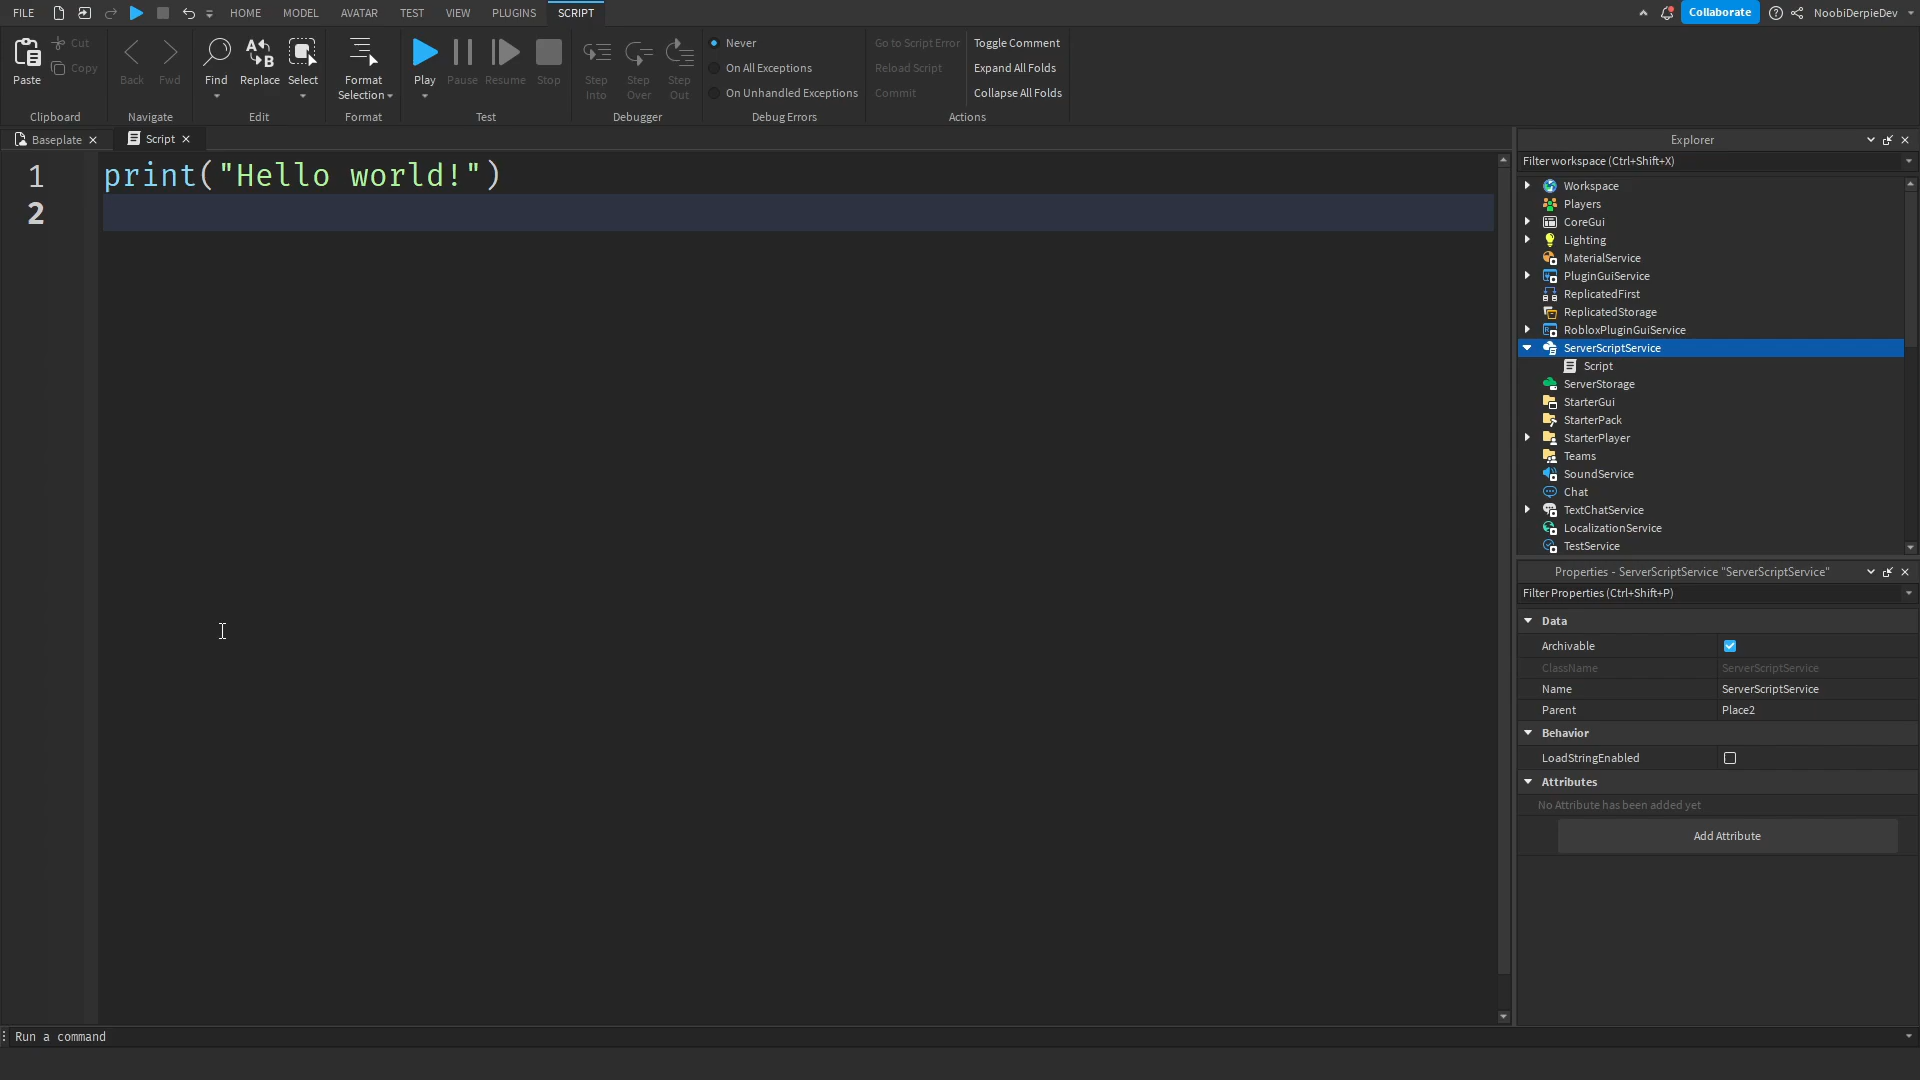 FILE HOME MODEL AVATAR TEST VIEW PLUGINS SCRIPT Collaborate NoobiDerpieDev
Paste Cut Copy
Back Fwd
Find Replace Select
Format Selection
Play Pause Resume Stop
Step Into Step Over Step Out
Never
On All Exceptions
On Unhandled Exceptions
Go to Script Error
Reload Script
Commit
Toggle Comment
Expand All Folds
Collapse All Folds
Clipboard Navigate Edit Format Test Debugger Debug Errors Actions
Baseplate Script
1 print("Hello world!")
2
Explorer
Filter workspace (Ctrl+Shift+X)
Workspace
Players
CoreGui
Lighting
MaterialService
PluginGuiService
ReplicatedFirst
ReplicatedStorage
RobloxPluginGuiService
ServerScriptService
Script
ServerStorage
StarterGui
StarterPack
StarterPlayer
Teams
SoundService
Chat
TextChatService
LocalizationService
TestService
Properties - ServerScriptService "ServerScriptService"
Filter Properties (Ctrl+Shift+P)
Data
Archivable
ClassName ServerScriptService
Name ServerScriptService
Parent Place2
Behavior
LoadStringEnabled
Attributes
No Attribute has been added yet
Add Attribute
Run a command